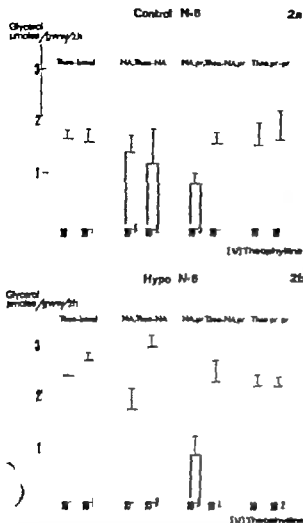 Control N-6 2a
Glycerol
μmoles/gww/2h
Theo-basal NA,Theo-NA NA,pr Theo-NA,pr Theo,pr-pr
3
2
1
[M] Theophylline
Hypo N-6 2b
Glycerol
μmoles/gww/2h
Theo-basal NA,Theo-NA NA,pr Theo-NA,pr Theo pr-pr
3
2
1
[M] Theophylline